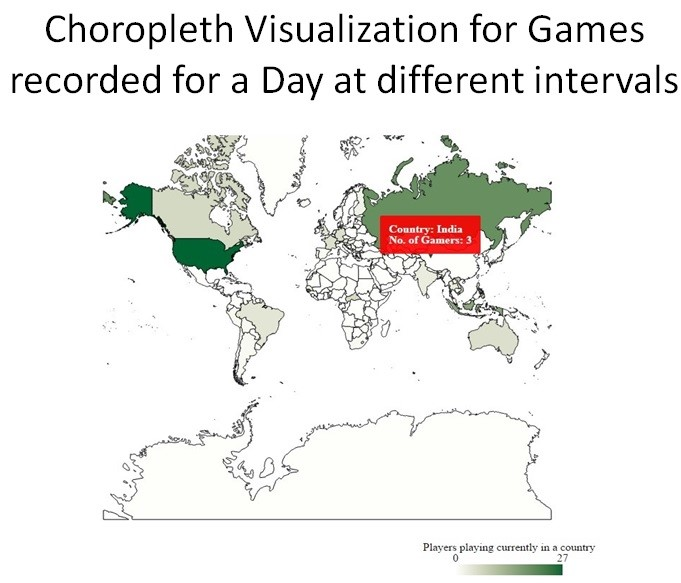 Choropleth Visualization for Games
recorded for a Day at different intervals
Country: India
No. of Gamers: 3
Players playing currently in a country
0 27